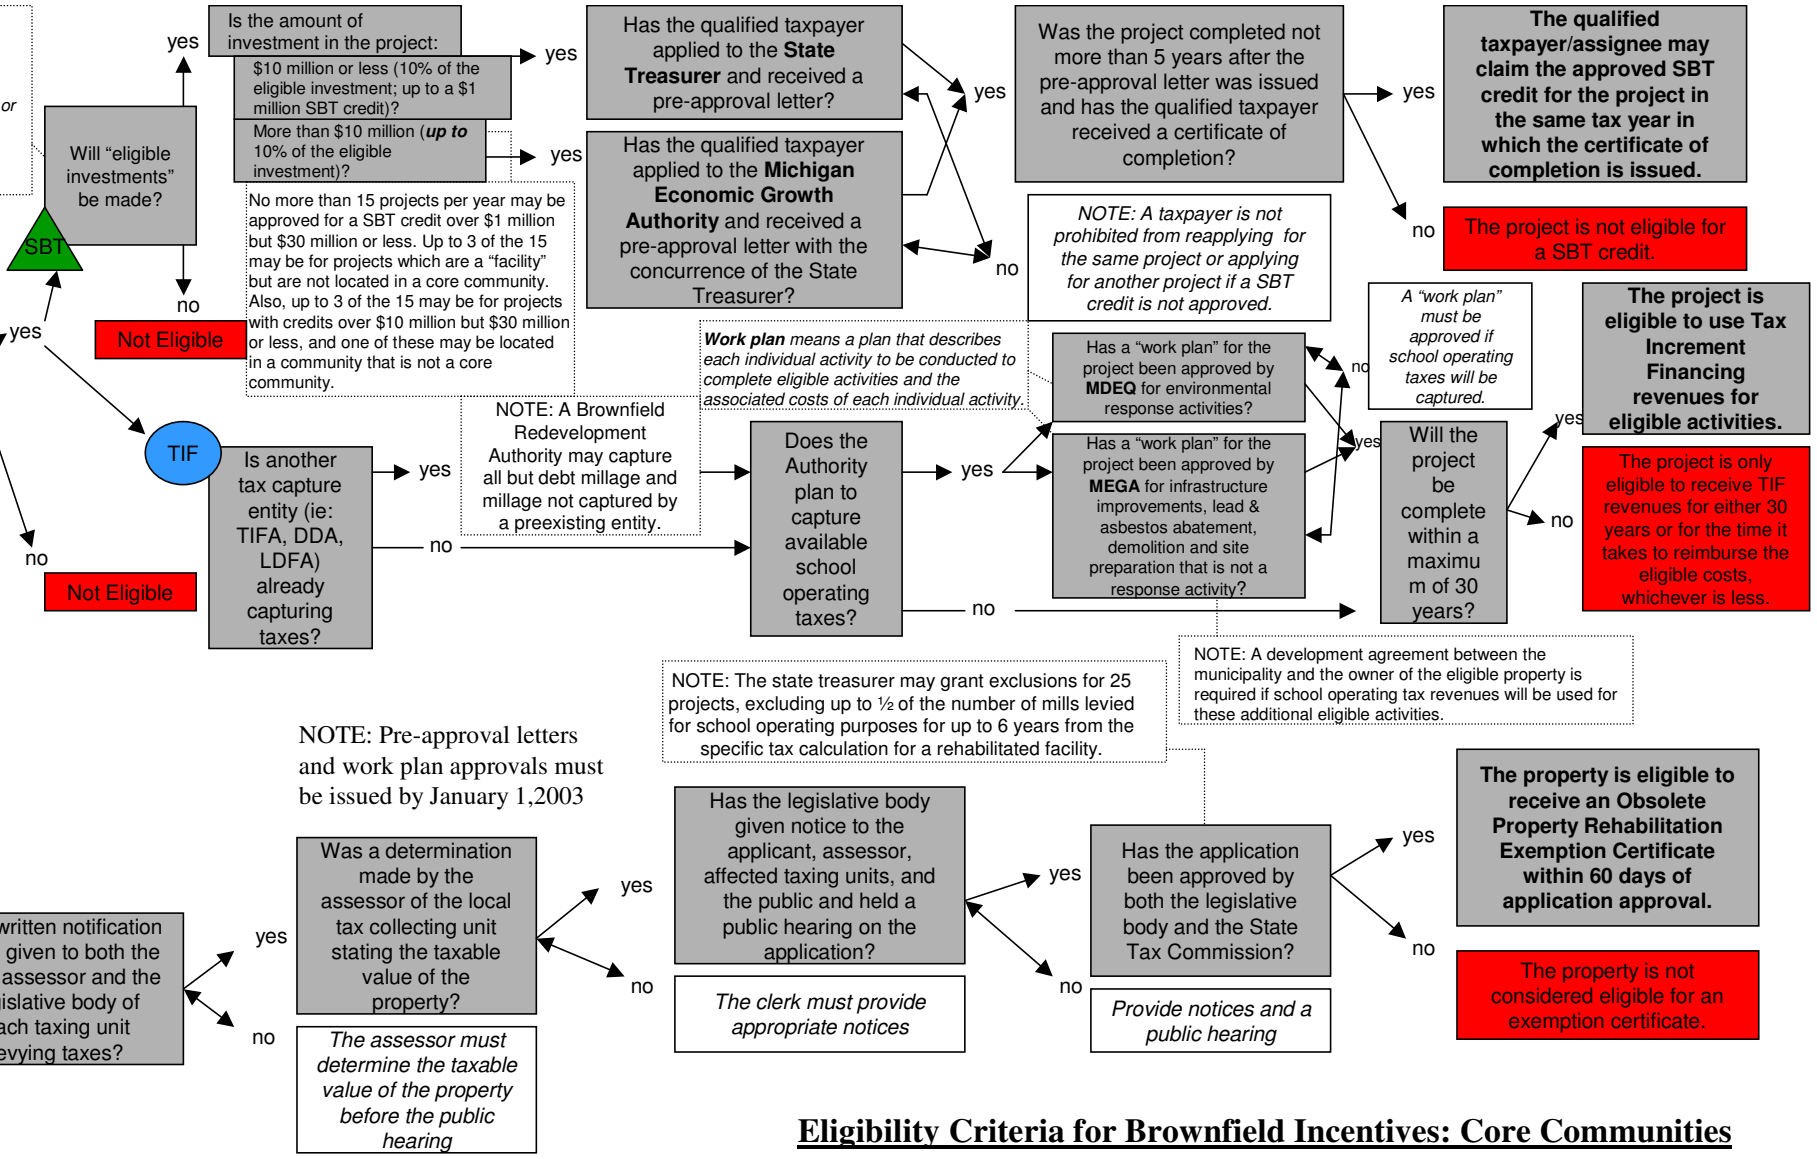 or
yes
Will “eligible
investments”
be made?
SBT
no
Not Eligible
yes
no
Not Eligible
Is the amount of
investment in the project:
$10 million or less (10% of the
eligible investment; up to a $1
million SBT credit)?
More than $10 million (up to
10% of the eligible
investment)?
yes
yes
No more than 15 projects per year may be
approved for a SBT credit over $1 million
but $30 million or less. Up to 3 of the 15
may be for projects which are a “facility”
but are not located in a core community.
Also, up to 3 of the 15 may be for projects
with credits over $10 million but $30 million
or less, and one of these may be located
in a community that is not a core
community.
Has the qualified taxpayer
applied to the State
Treasurer and received a
pre-approval letter?
Has the qualified taxpayer
applied to the Michigan
Economic Growth
Authority and received a
pre-approval letter with the
concurrence of the State
Treasurer?
yes
no
Was the project completed not
more than 5 years after the
pre-approval letter was issued
and has the qualified taxpayer
received a certificate of
completion?
yes
no
The qualified
taxpayer/assignee may
claim the approved SBT
credit for the project in
the same tax year in
which the certificate of
completion is issued.
The project is not eligible for
a SBT credit.
NOTE: A taxpayer is not
prohibited from reapplying for
the same project or applying
for another project if a SBT
credit is not approved.
TIF
Is another
tax capture
entity (ie:
TIFA, DDA,
LDFA)
already
capturing
taxes?
yes
no
NOTE: A Brownfield
Redevelopment
Authority may capture
all but debt millage and
millage not captured by
a preexisting entity.
Work plan means a plan that describes
each individual activity to be conducted to
complete eligible activities and the
associated costs of each individual activity.
Does the
Authority
plan to
capture
available
school
operating
taxes?
yes
no
Has a “work plan” for the
project been approved by
MDEQ for environmental
response activities?
Has a “work plan” for the
project been approved by
MEGA for infrastructure
improvements, lead &
asbestos abatement,
demolition and site
preparation that is not a
response activity?
no
yes
A “work plan”
must be
approved if
school operating
taxes will be
captured.
Will the
project
be
complete
within a
maximu
m of 30
years?
yes
no
The project is
eligible to use Tax
Increment
Financing
revenues for
eligible activities.
The project is only
eligible to receive TIF
revenues for either 30
years or for the time it
takes to reimburse the
eligible costs,
whichever is less.
NOTE: A development agreement between the
municipality and the owner of the eligible property is
required if school operating tax revenues will be used for
these additional eligible activities.
NOTE: The state treasurer may grant exclusions for 25
projects, excluding up to ½ of the number of mills levied
for school operating purposes for up to 6 years from the
specific tax calculation for a rehabilitated facility.
NOTE: Pre-approval letters
and work plan approvals must
be issued by January 1,2003
written notification
given to both the
assessor and the
islative body of
ach taxing unit
evying taxes?
yes
no
Was a determination
made by the
assessor of the local
tax collecting unit
stating the taxable
value of the
property?
The assessor must
determine the taxable
value of the property
before the public
hearing
yes
no
Has the legislative body
given notice to the
applicant, assessor,
affected taxing units, and
the public and held a
public hearing on the
application?
The clerk must provide
appropriate notices
yes
no
Has the application
been approved by
both the legislative
body and the State
Tax Commission?
Provide notices and a
public hearing
yes
no
The property is eligible to
receive an Obsolete
Property Rehabilitation
Exemption Certificate
within 60 days of
application approval.
The property is not
considered eligible for an
exemption certificate.
Eligibility Criteria for Brownfield Incentives: Core Communities